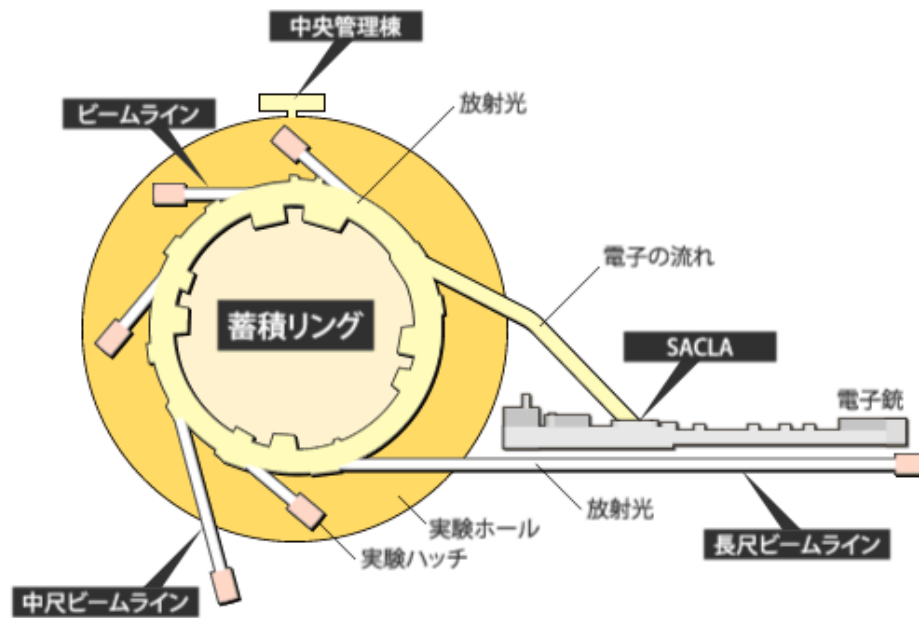 中央管理棟
放射光
ビームライン
電子の流れ
蓄積リング
SACLA
電子銃
放射光
実験ホール
長尺ビームライン
実験ハッチ
中尺ビームライン